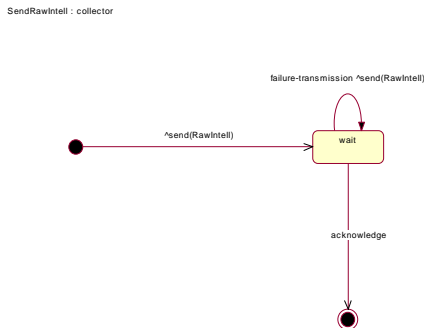 SendRawIntell : collector
failure-transmission ^send(RawIntell)
^send(RawIntell)
wait
acknowledge